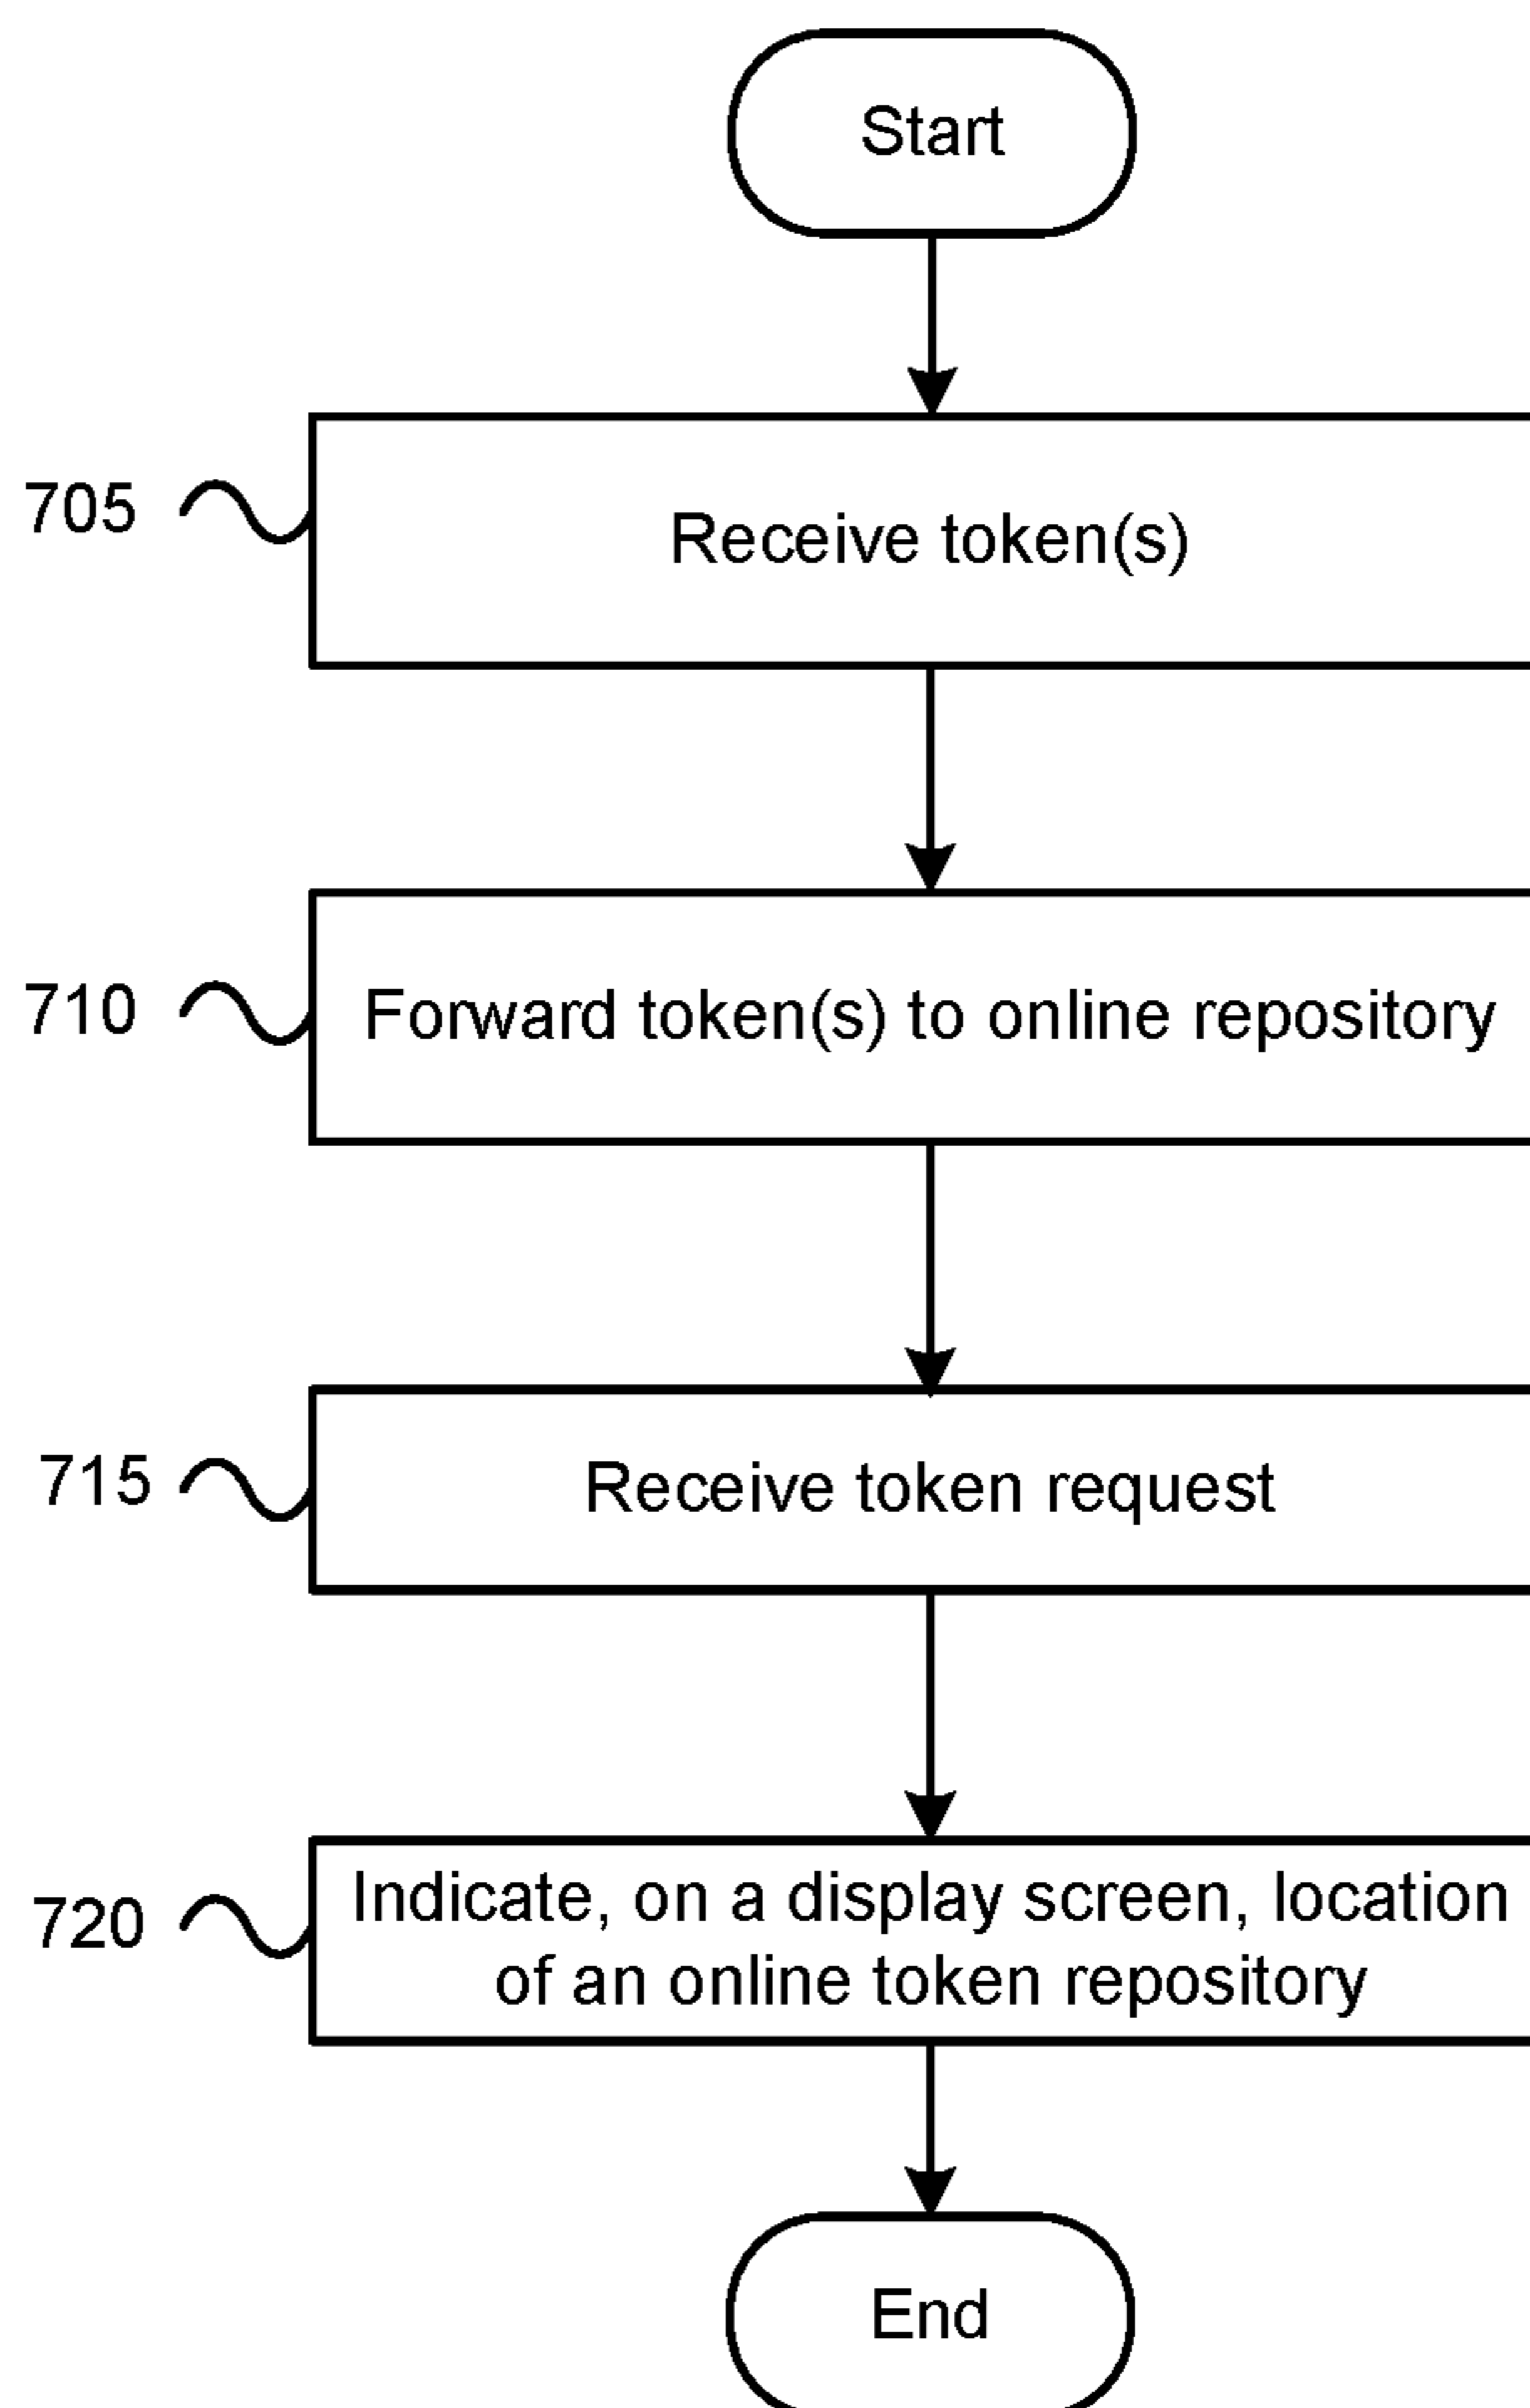 Start
705
Receive token(s)
710
Forward token(s) to online repository
715
Receive token request
720
Indicate, on a display screen, location
of an online token repository
End